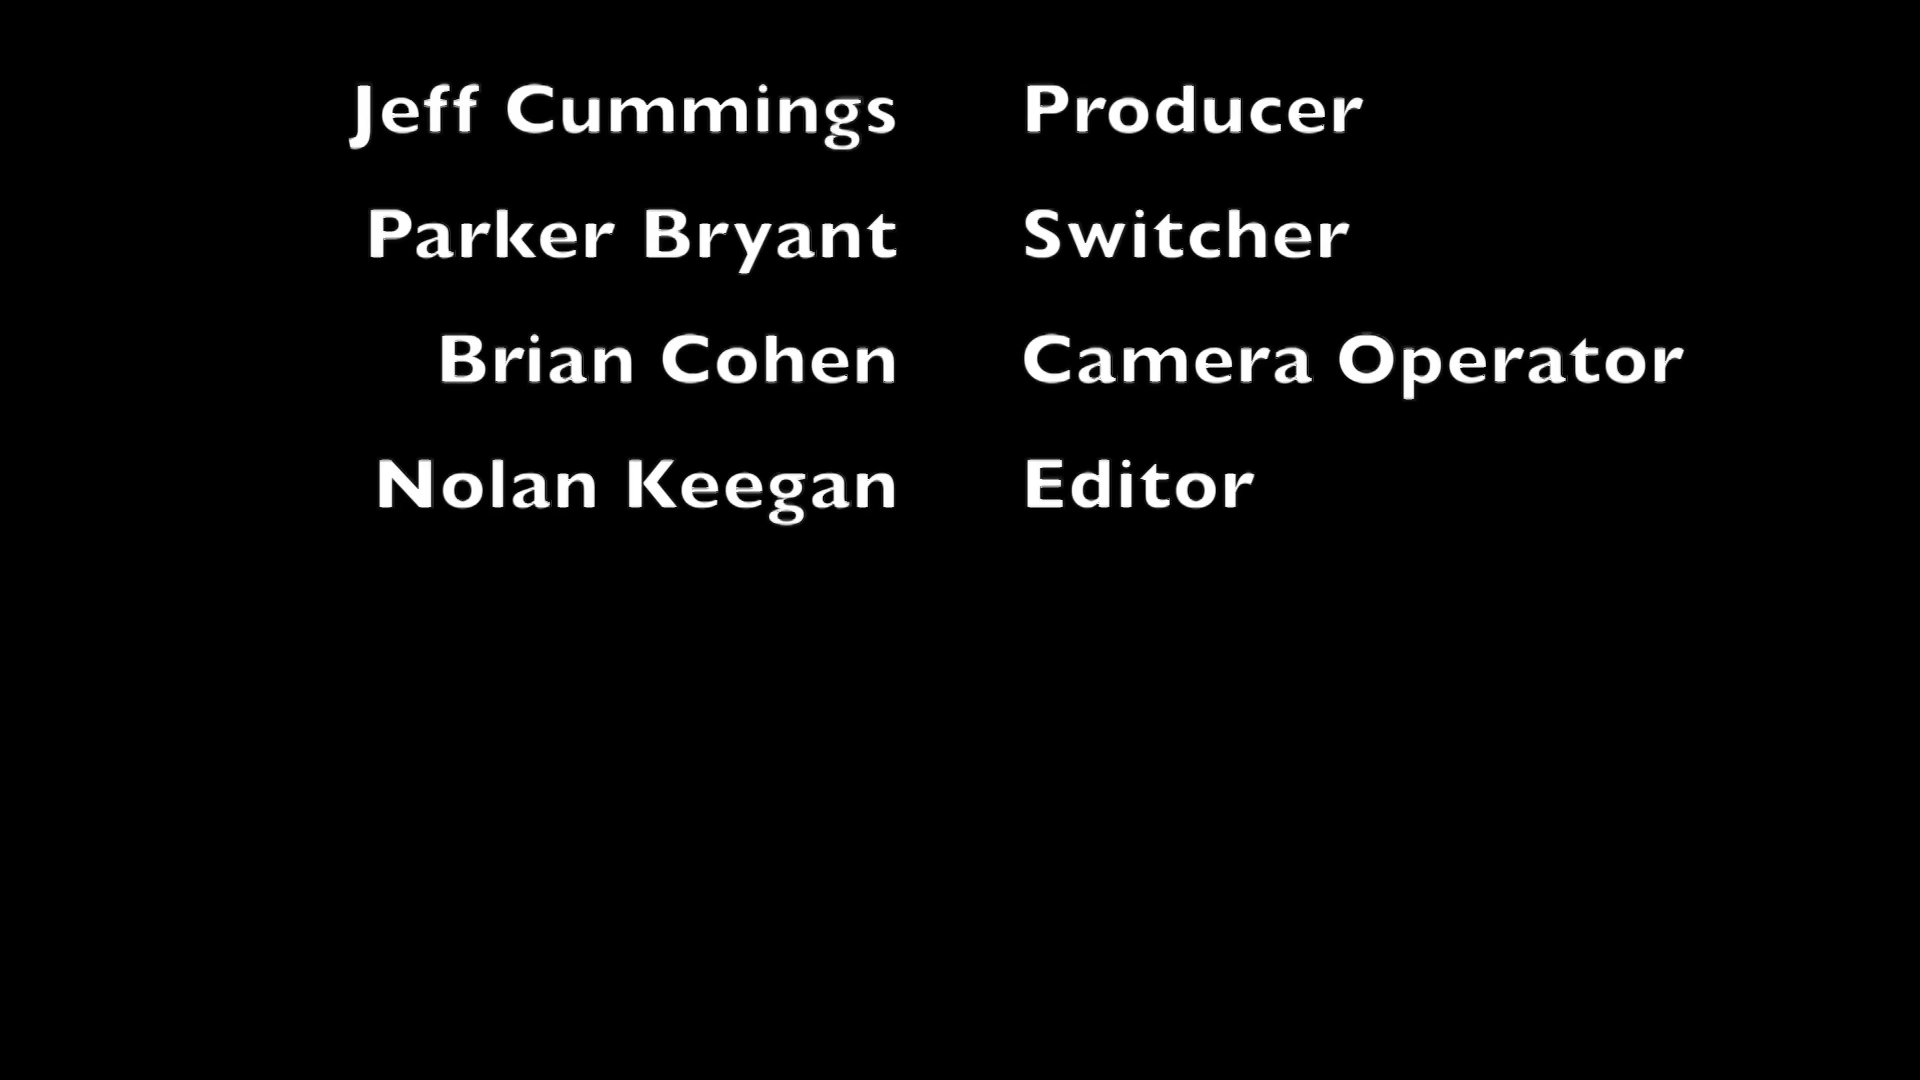 Jeff Cummings Producer
Parker Bryant Switcher
Brian Cohen Camera Operator
Nolan Keegan Editor